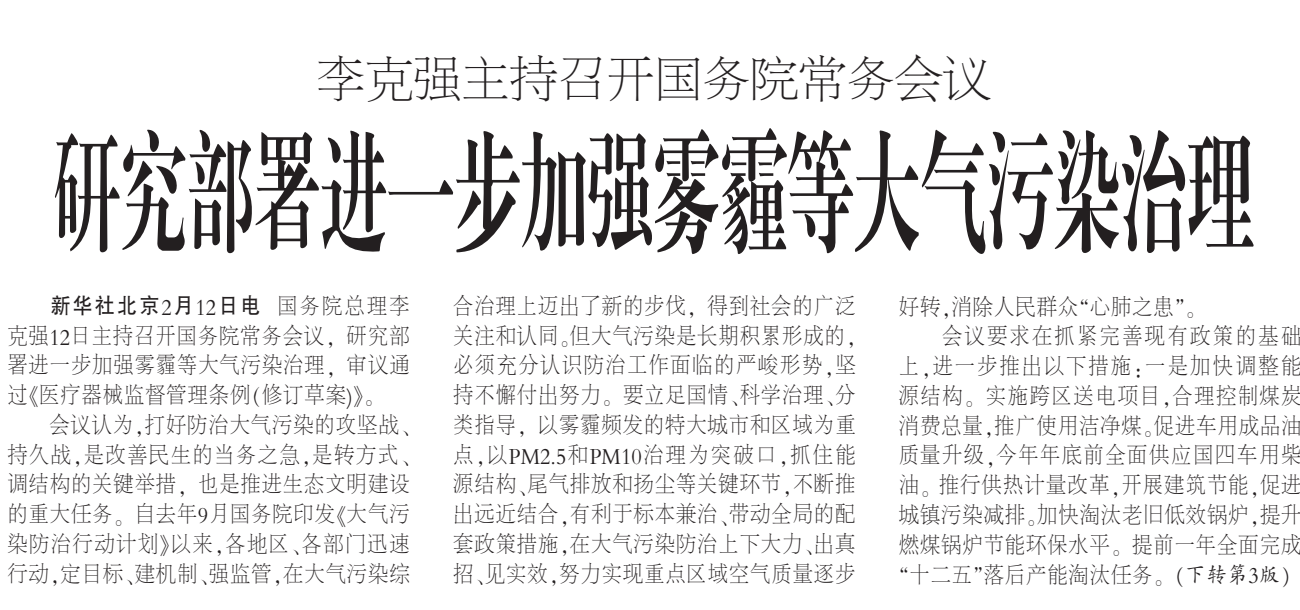 李克强主持召开国务院常务会议
研究部署进一步加强雾霾等大气污染治理
新华社北京2月12日电 国务院总理李
克强12日主持召开国务院常务会议，研究部
署进一步加强雾霾等大气污染治理，审议通
过《医疗器械监督管理条例(修订草案)》。
会议认为,打好防治大气污染的攻坚战、
持久战,是改善民生的当务之急,是转方式、
调结构的关键举措，也是推进生态文明建设
的重大任务。自去年9月国务院印发《大气污
染防治行动计划》以来,各地区、各部门迅速
行动,定目标、建机制、强监管,在大气污染综
合治理上迈出了新的步伐，得到社会的广泛
关注和认同。但大气污染是长期积累形成的,
必须充分认识防治工作面临的严峻形势,坚
持不懈付出努力。要立足国情、科学治理、分
类指导，以雾霾频发的特大城市和区域为重
点,以PM2.5和PM10治理为突破口,抓住能
源结构、尾气排放和扬尘等关键环节,不断推
出远近结合,有利于标本兼治、带动全局的配
套政策措施,在大气污染防治上下大力、出真
招、见实效,努力实现重点区域空气质量逐步
好转,消除人民群众“心肺之患”。
会议要求在抓紧完善现有政策的基础
上,进一步推出以下措施:一是加快调整能
源结构。实施跨区送电项目,合理控制煤炭
消费总量,推广使用洁净煤。促进车用成品油
质量升级,今年年底前全面供应国四车用柴
油。推行供热计量改革,开展建筑节能,促进
城镇污染减排。加快淘汰老旧低效锅炉,提升
燃煤锅炉节能环保水平。提前一年全面完成
“十二五”落后产能淘汰任务。(下转第3版)